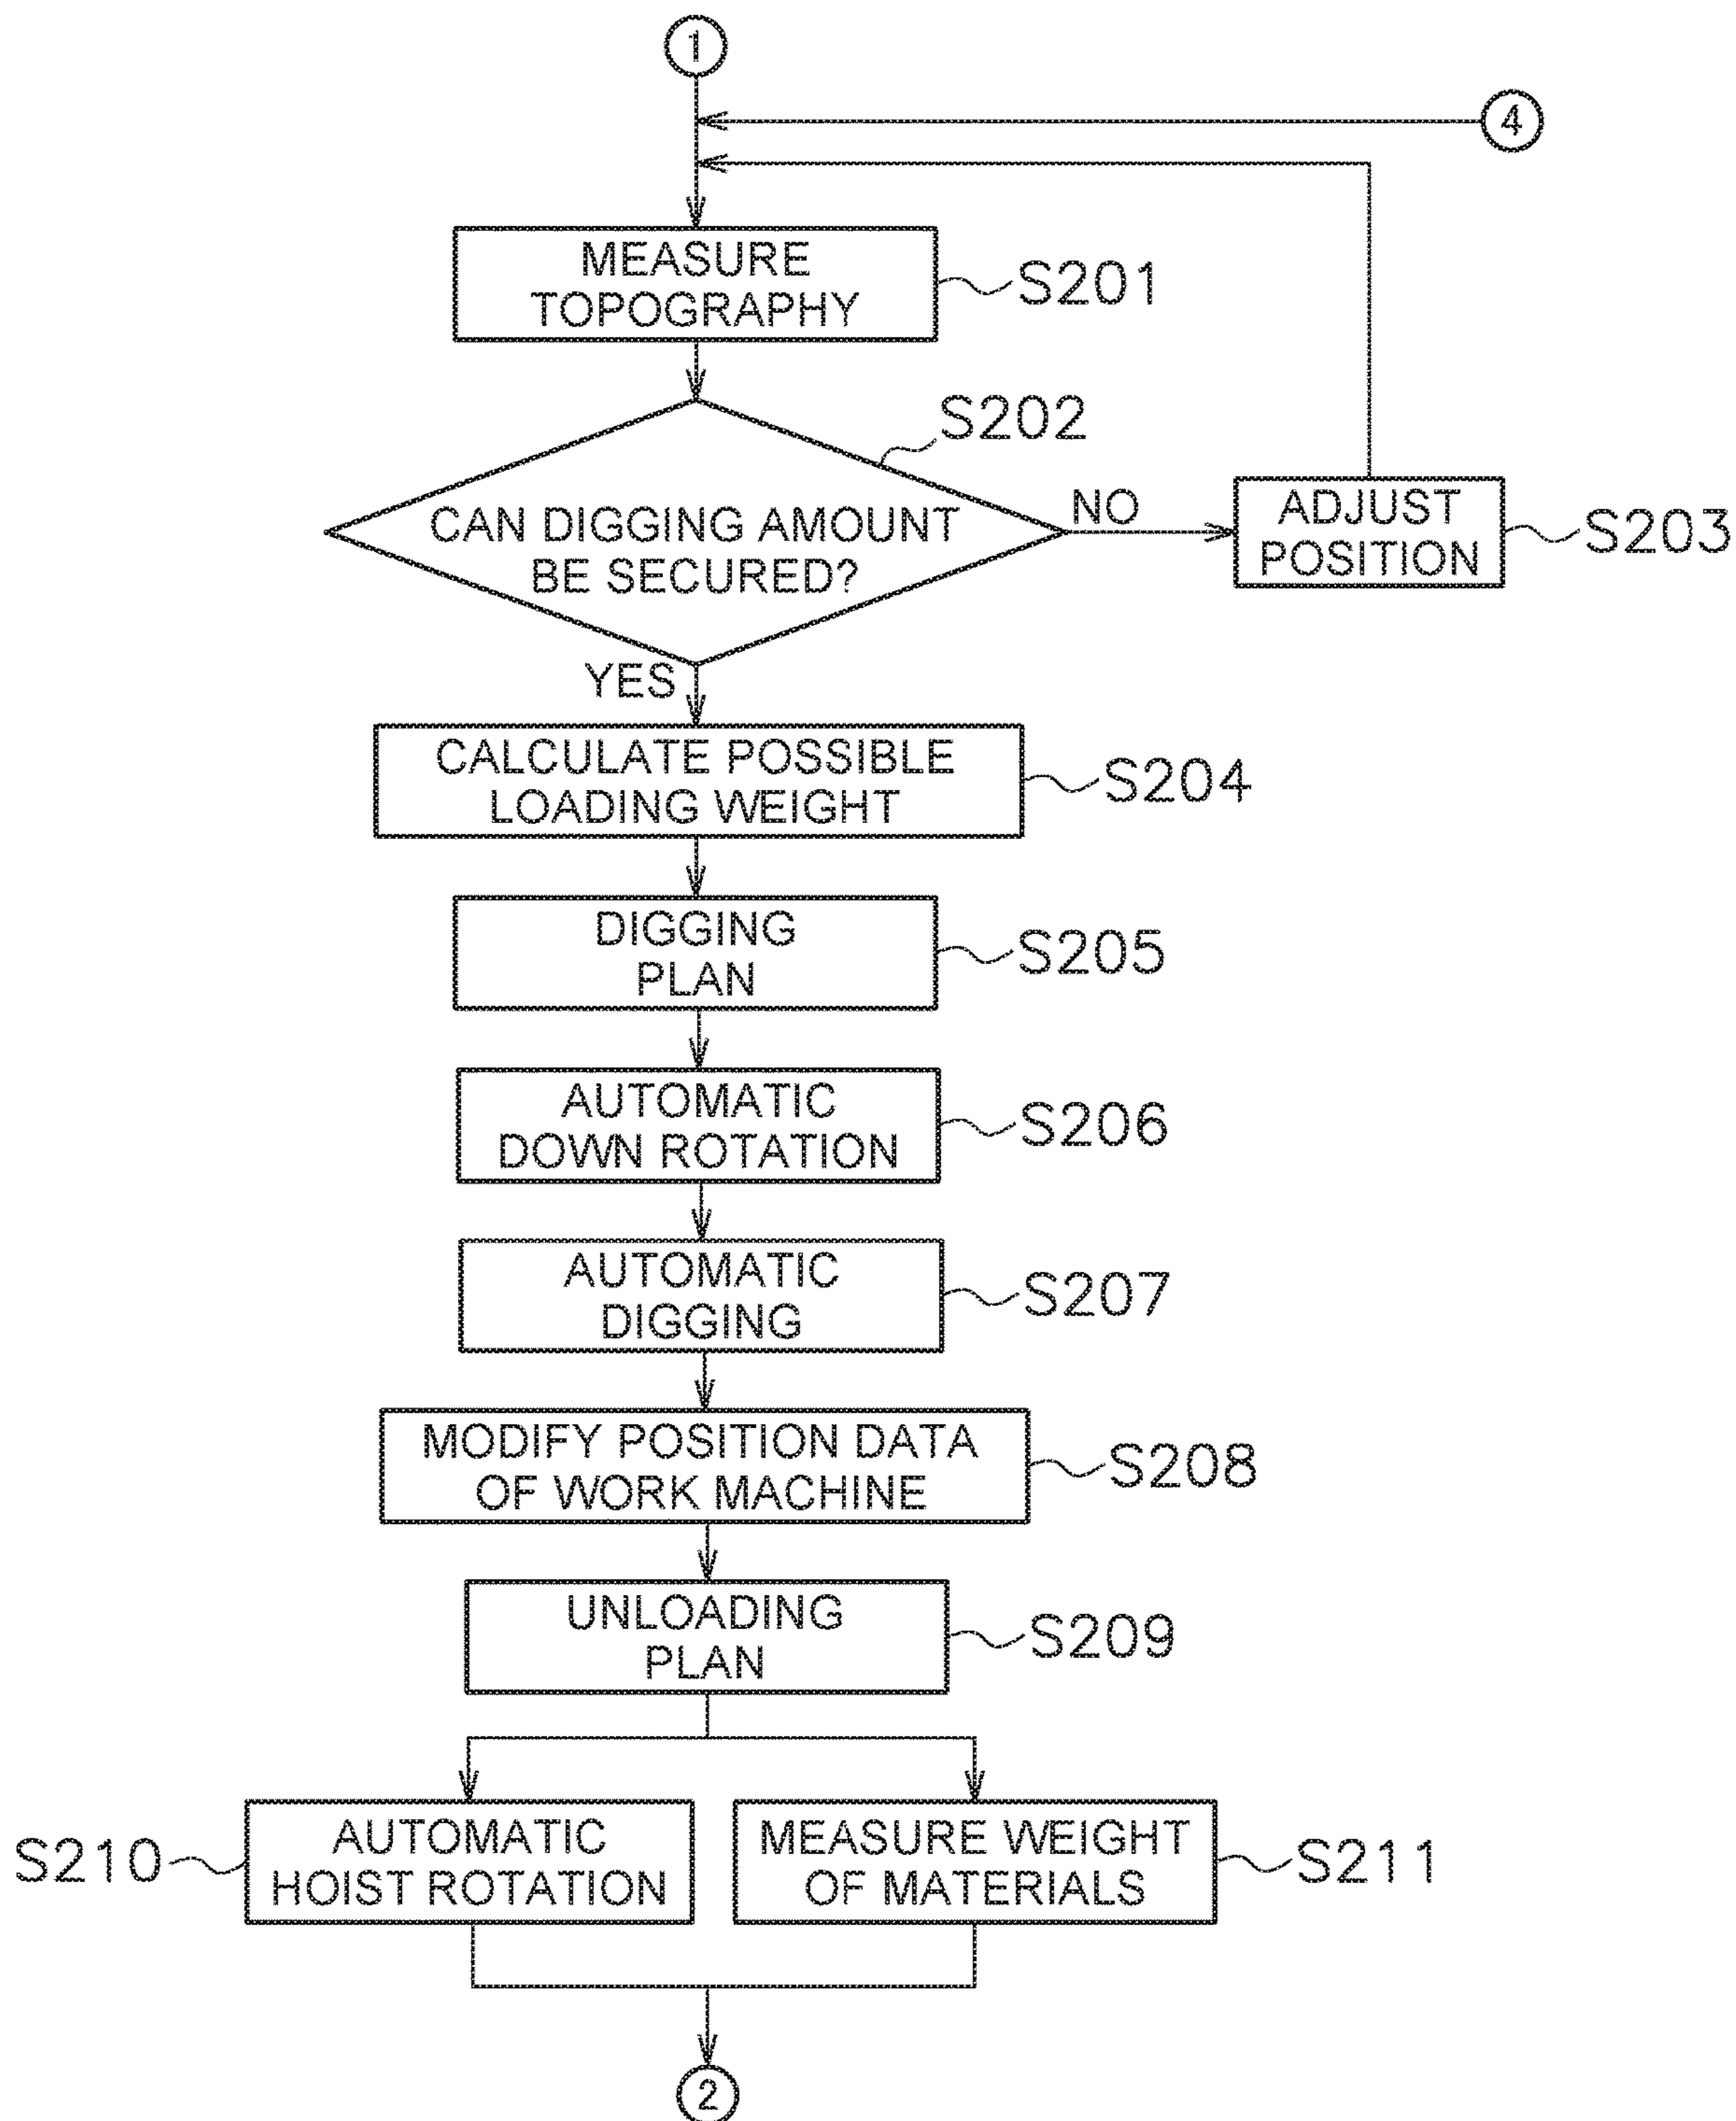 1
4
MEASURE
TOPOGRAPHY
S201
S202
CAN DIGGING AMOUNT
BE SECURED?
NO
ADJUST
POSITION
S203
YES
CALCULATE POSSIBLE
LOADING WEIGHT
S204
DIGGING
PLAN
S205
AUTOMATIC
DOWN ROTATION
S206
AUTOMATIC
DIGGING
S207
MODIFY POSITION DATA
OF WORK MACHINE
S208
UNLOADING
PLAN
S209
S210
AUTOMATIC
HOIST ROTATION
MEASURE WEIGHT
OF MATERIALS
S211
2